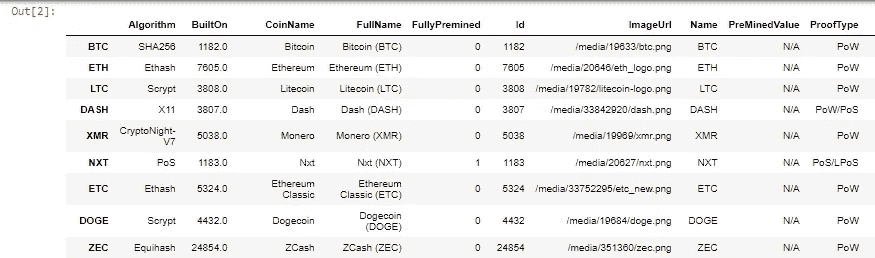 Out[2]:
Algorithm BuiltOn CoinName FullName FullyPremined Id ImageUrl Name PreMinedValue ProofType
BTC SHA256 1182.0 Bitcoin Bitcoin (BTC) 0 1182 /media/19633/btc.png BTC N/A PoW
ETH Ethash 7605.0 Ethereum Ethereum (ETH) 0 7605 /media/20646/eth_logo.png ETH N/A PoW
LTC Scrypt 3808.0 Litecoin Litecoin (LTC) 0 3808 /media/19782/litecoin-logo.png LTC N/A PoW
DASH X11 3807.0 Dash Dash (DASH) 0 3807 /media/33842920/dash.png DASH N/A PoW/PoS
XMR CryptoNight-
V7 5038.0 Monero Monero (XMR) 0 5038 /media/19969/xmr.png XMR N/A PoW
NXT PoS 1183.0 Nxt Nxt (NXT) 1 1183 /media/20627/nxt.png NXT N/A PoS/LPoS
ETC Ethash 5324.0 Ethereum
Classic Ethereum
Classic (ETC) 0 5324 /media/33752295/etc_new.png ETC N/A PoW
DOGE Scrypt 4432.0 Dogecoin Dogecoin
(DOGE) 0 4432 /media/19684/doge.png DOGE N/A PoW
ZEC Equihash 24854.0 ZCash ZCash (ZEC) 0 24854 /media/351360/zec.png ZEC N/A PoW